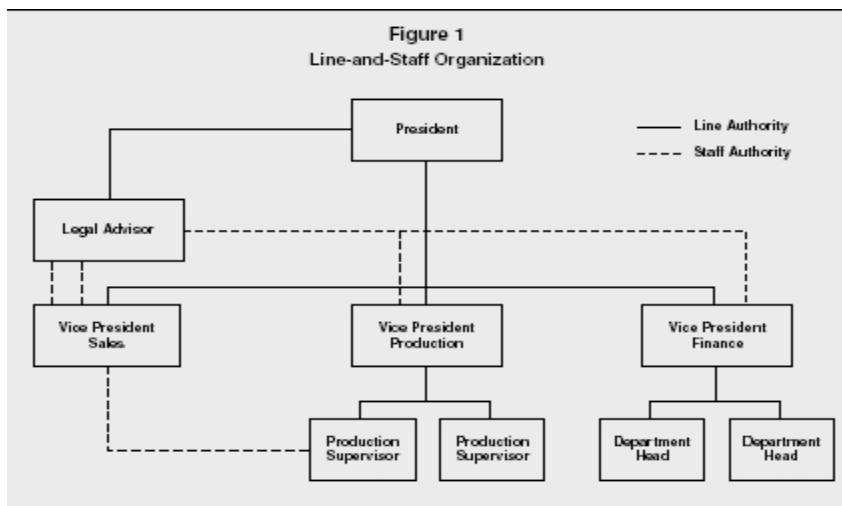 Figure 1
Line-and-Staff Organization
President
Line Authority
Staff Authority
Legal Advisor
Vice President
Sales
Vice President
Production
Vice President
Finance
Production
Supervisor
Production
Supervisor
Department
Head
Department
Head